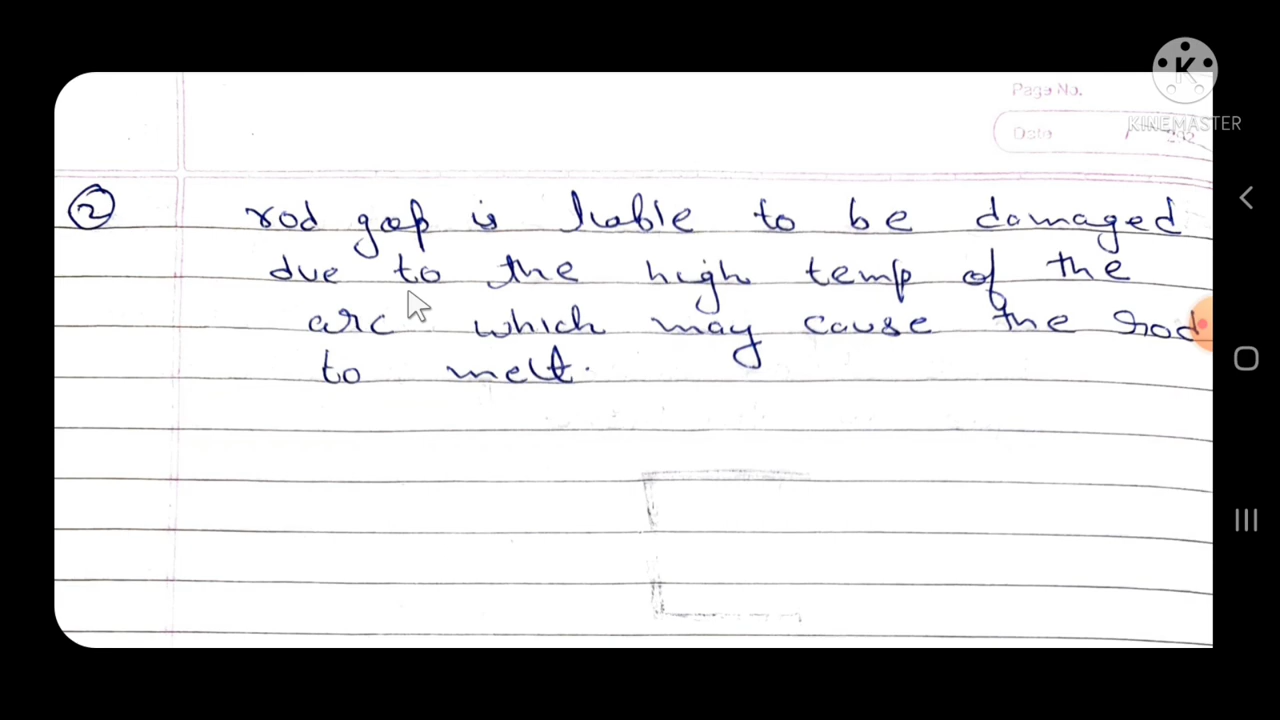 Page No.
Date
KINEMASTER
② rod gap is liable to be damaged
due to the high temp of the
arc which may cause the rod
to melt.